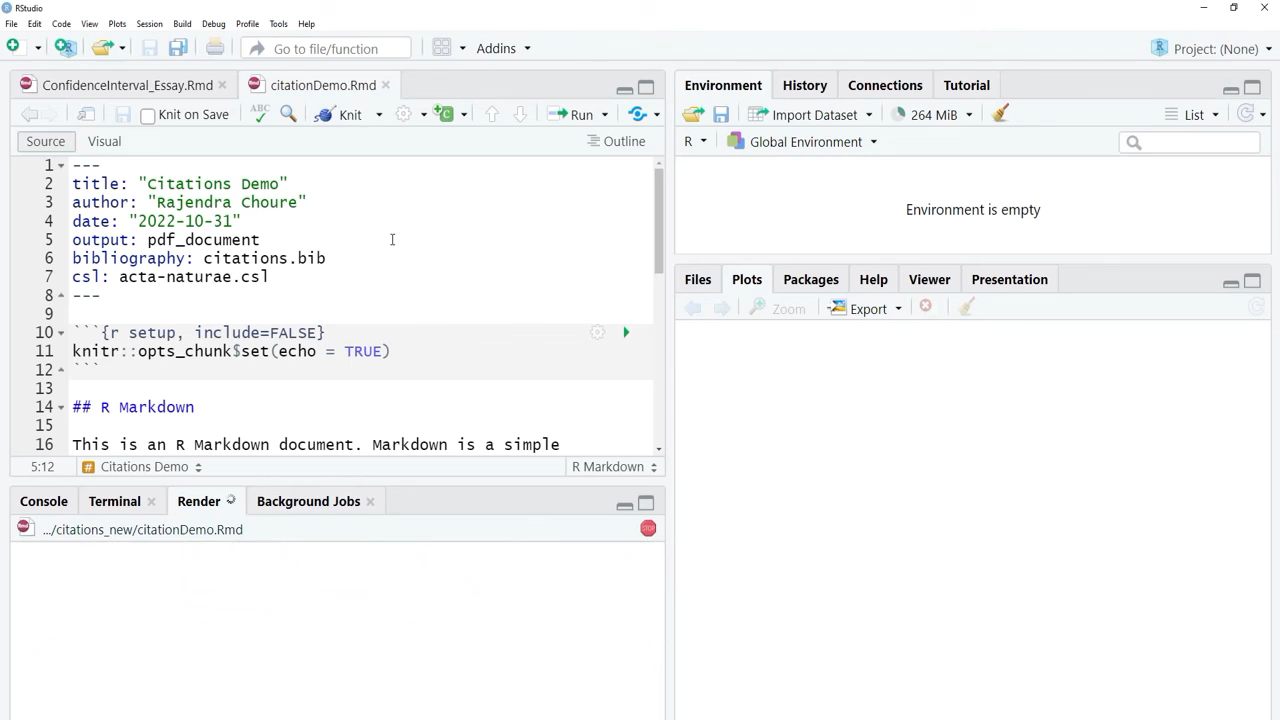 RStudio
File Edit Code View Plots Session Build Debug Profile Tools Help
Go to file/function Addins Project: (None)
ConfidenceInterval_Essay.Rmd citationDemo.Rmd
Knit on Save ABC Knit Run
Source Visual Outline
1 ---
2 title: "Citations Demo"
3 author: "Rajendra Choure"
4 date: "2022-10-31"
5 output: pdf_document
6 bibliography: citations.bib
7 csl: acta-naturae.csl
8 ---
9
10 ```{r setup, include=FALSE}
11 knitr::opts_chunk$set(echo = TRUE)
12 ```
13
14 ## R Markdown
15
16 This is an R Markdown document. Markdown is a simple
5:12 # Citations Demo R Markdown
Console Terminal Render Background Jobs
.../citations_new/citationDemo.Rmd STOP
Environment History Connections Tutorial
Import Dataset 264 MiB List
R Global Environment
Environment is empty
Files Plots Packages Help Viewer Presentation
Zoom Export